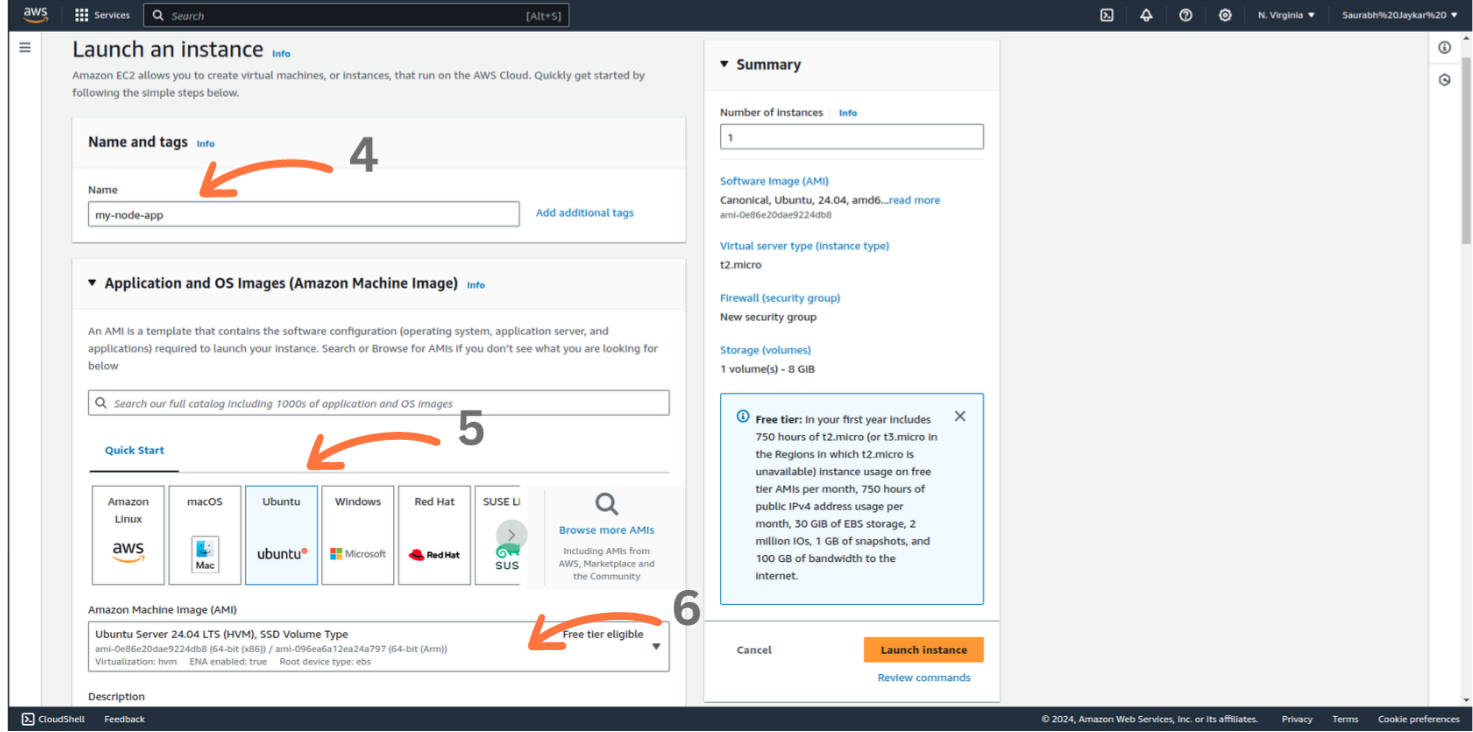 aws
Services
Search
[Alt+S]
N. Virginia
Saurabh%20Jaykar%20
Launch an instance Info
Amazon EC2 allows you to create virtual machines, or instances, that run on the AWS Cloud. Quickly get started by
following the simple steps below.
Name and tags Info
4
Name
my-node-app
Add additional tags
Application and OS Images (Amazon Machine Image) Info
An AMI is a template that contains the software configuration (operating system, application server, and
applications) required to launch your instance. Search or Browse for AMIs if you don't see what you are looking for
below
Search our full catalog including 1000s of application and OS images
5
Quick Start
Amazon
Linux
aws
macOS
Mac
Ubuntu
ubuntu
Windows
Microsoft
Red Hat
Red Hat
SUSE Li
SUS
Browse more AMIs
Including AMIs from
AWS, Marketplace and
the Community
Amazon Machine Image (AMI)
6
Ubuntu Server 24.04 LTS (HVM), SSD Volume Type
Free tier eligible
ami-0e86e20dae9224db8 (64-bit (x86)) / ami-096ea6a12ea24a797 (64-bit (Arm))
Virtualization: hvm ENA enabled: true Root device type: ebs
Description
Summary
Number of instances Info
1
Software Image (AMI)
Canonical, Ubuntu, 24.04, amd6...read more
ami-0e86e20dae9224db8
Virtual server type (instance type)
t2.micro
Firewall (security group)
New security group
Storage (volumes)
1 volume(s) - 8 GiB
Free tier: In your first year includes
750 hours of t2.micro (or t3.micro in
the Regions in which t2.micro is
unavailable) instance usage on free
tier AMIs per month, 750 hours of
public IPv4 address usage per
month, 30 GiB of EBS storage, 2
million IOs, 1 GB of snapshots, and
100 GB of bandwidth to the
internet.
Cancel
Launch instance
Review commands
CloudShell
Feedback
© 2024, Amazon Web Services, Inc. or its affiliates.
Privacy
Terms
Cookie preferences